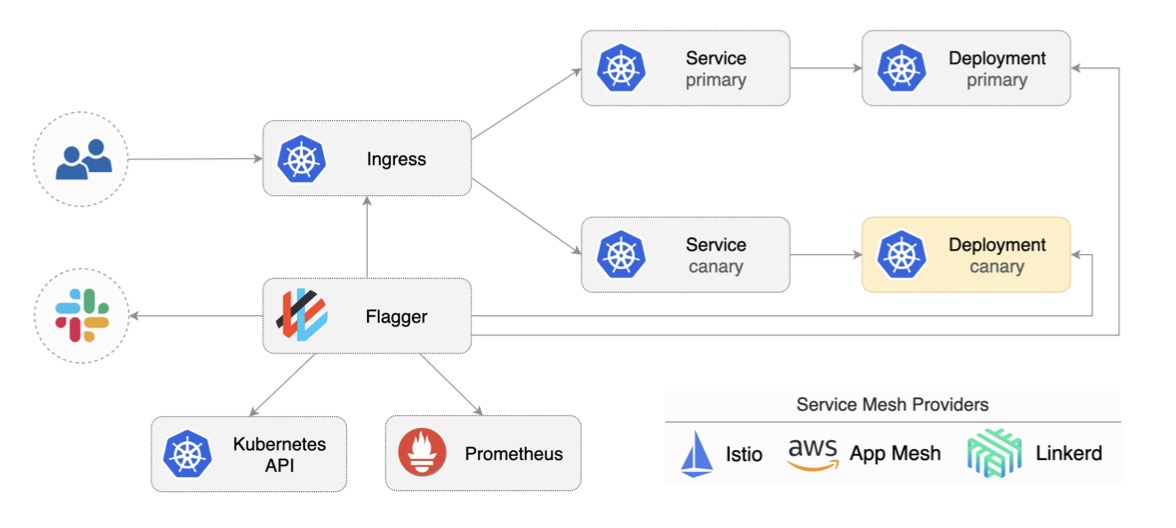 Service
primary
Deployment
primary
Ingress
Service
canary
Deployment
canary
Flagger
Kubernetes
API
Prometheus
Service Mesh Providers
Istio
aws
App Mesh
Linkerd